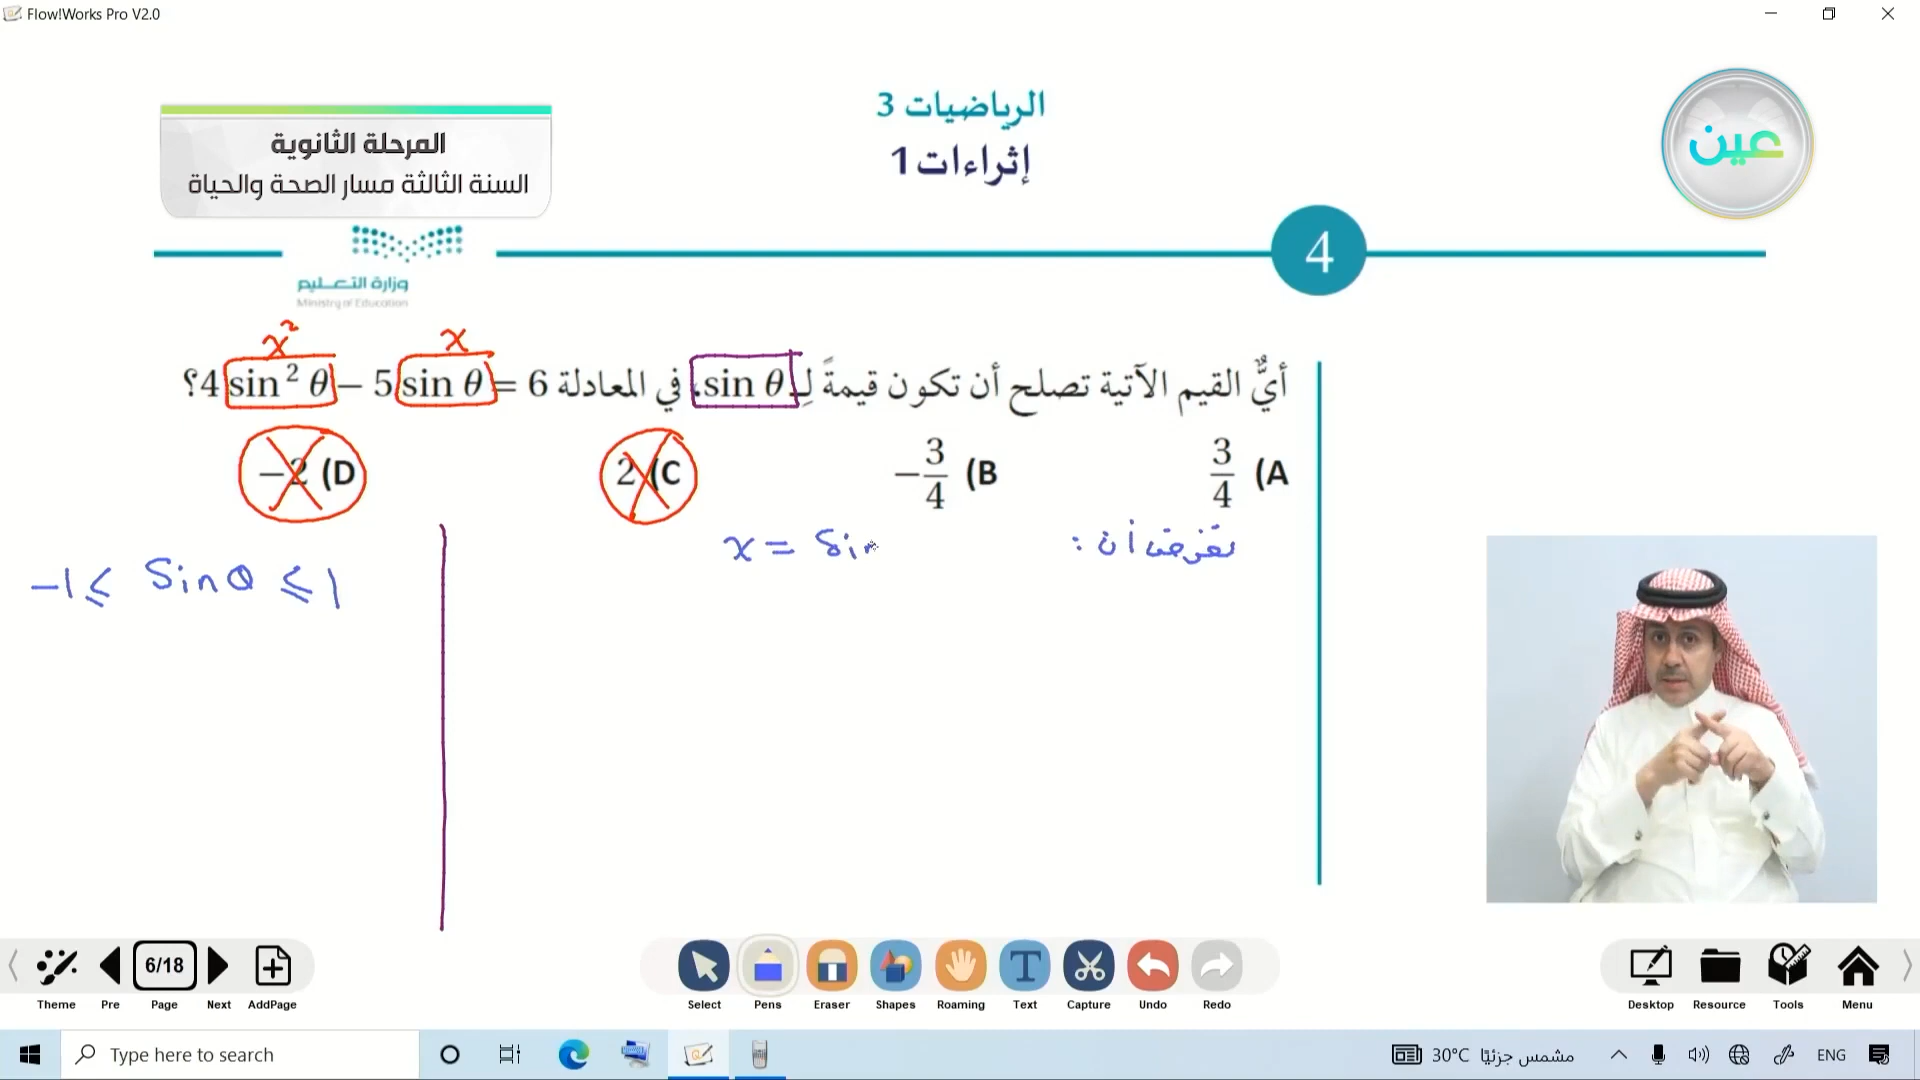 Flow!Works Pro V2.0
الرياضيات 3
إثراءات 1
المرحلة الثانوية
السنة الثالثة مسار الصحة والحياة
عين
4
وزارة التعليم
Ministry of Education
x² x
أيٌّ القيم الآتية تصلح أن تكون قيمةً لِـ sin θ، في المعادلة 4 sin² θ − 5 sin θ = 6؟
A) 3/4 B) −3/4 C) 2 D) −2
نفرض أن : x = sin
−1 ≤ Sin θ ≤ 1
6/18
Theme Pre Page Next AddPage
Select Pens Eraser Shapes Roaming Text Capture Undo Redo
Desktop Resource Tools Menu
Type here to search
30°C مشمس جزئيًا
ENG